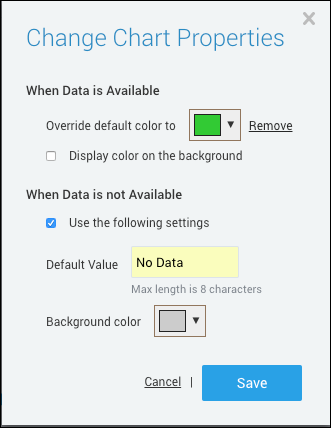 Change Chart Properties
When Data is Available
Override default color to Remove
Display color on the background
When Data is not Available
Use the following settings
Default Value No Data
Max length is 8 characters
Background color
Cancel | Save